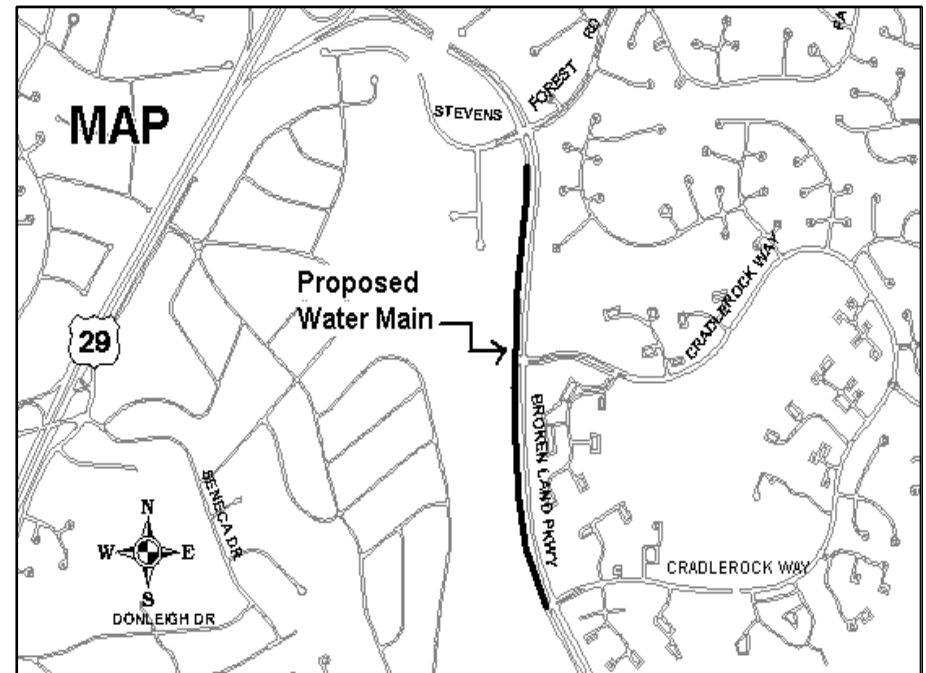 MAP
STEVENS
FOREST
RD
RA
Proposed
Water Main
29
CRADLEROCK WAY
BROKEN LAND PKWY
SENECA DR
N
W
E
S
CRADLEROCK WAY
DONLEIGH DR